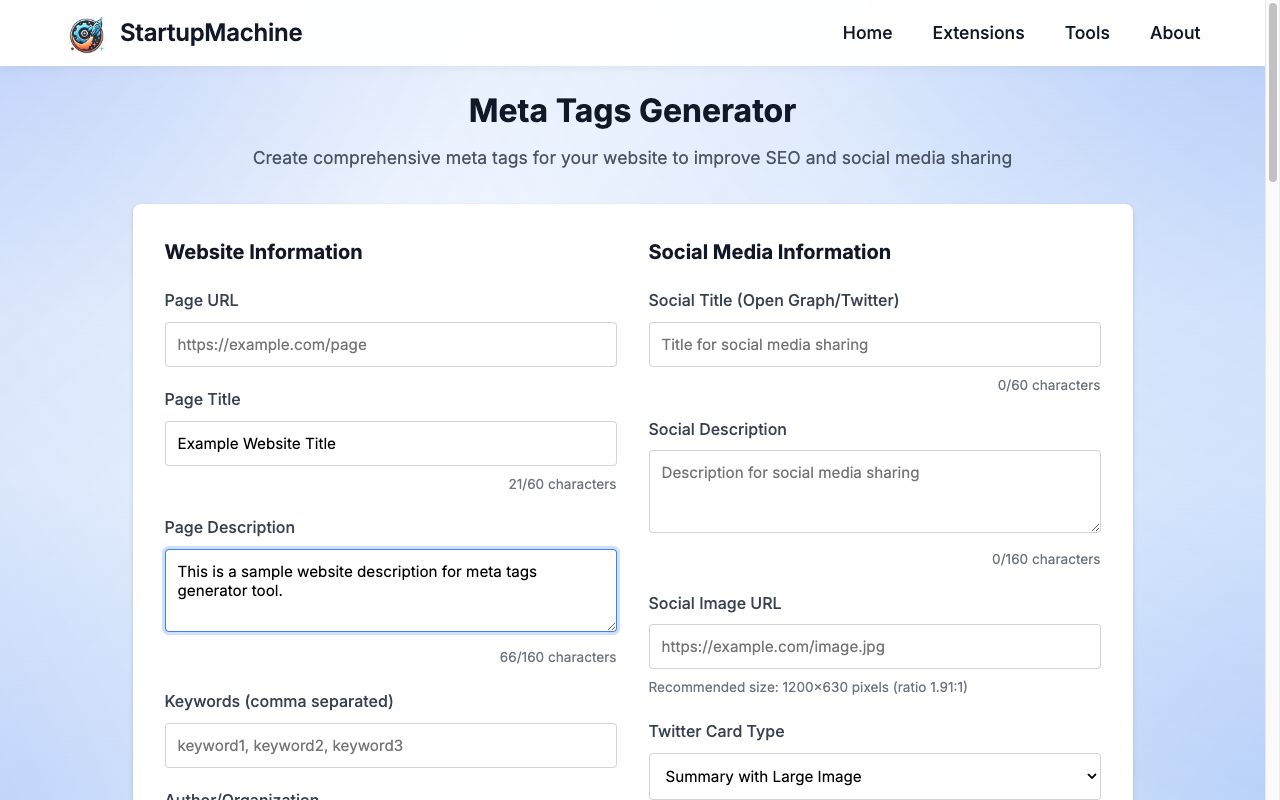 StartupMachine
Home
Extensions
Tools
About
Meta Tags Generator
Create comprehensive meta tags for your website to improve SEO and social media sharing
Website Information
Page URL
https://example.com/page
Page Title
Example Website Title
21/60 characters
Page Description
This is a sample website description for meta tags
generator tool.
66/160 characters
Keywords (comma separated)
keyword1, keyword2, keyword3
Author/Organization
Social Media Information
Social Title (Open Graph/Twitter)
Title for social media sharing
0/60 characters
Social Description
Description for social media sharing
0/160 characters
Social Image URL
https://example.com/image.jpg
Recommended size: 1200×630 pixels (ratio 1.91:1)
Twitter Card Type
Summary with Large Image